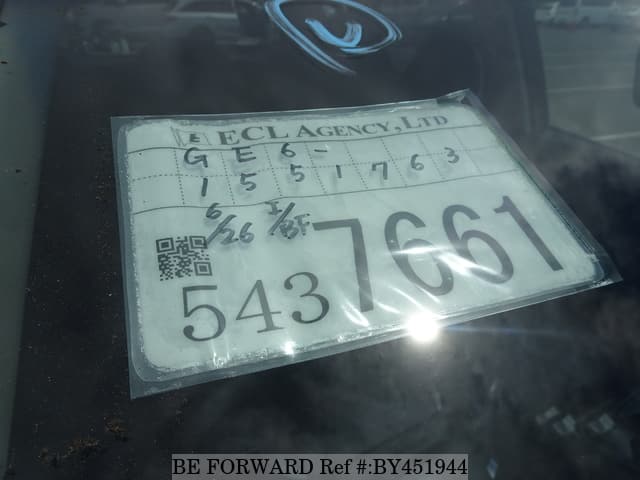 ECL AGENCY, LTD
GE6-
1551763
6/26 I/BF
5437661
BE FORWARD Ref #:BY451944